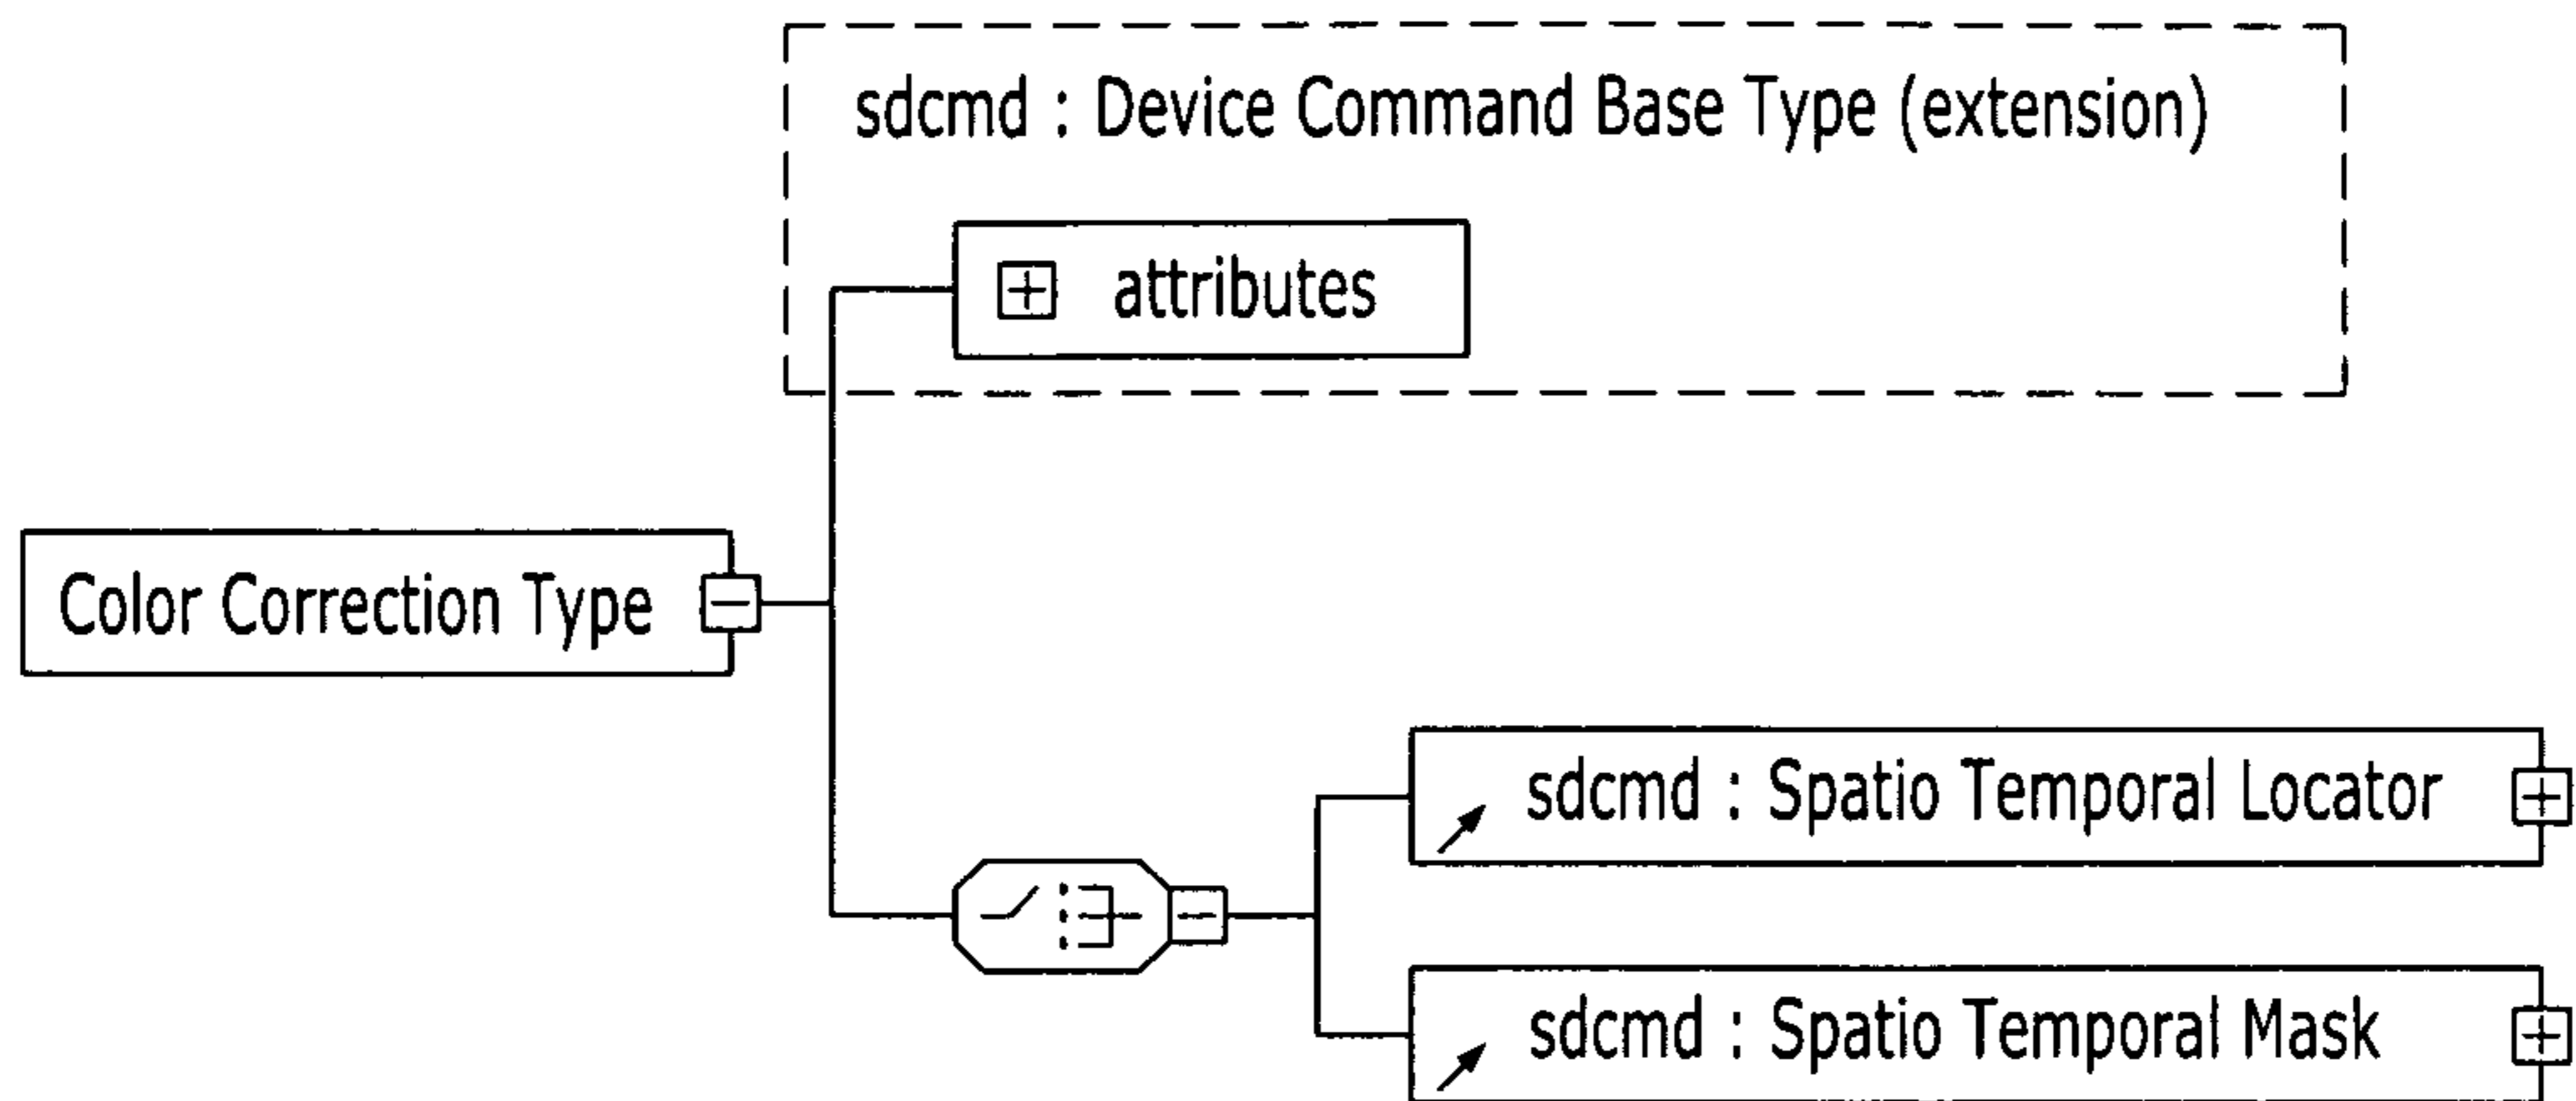 sdcmd : Device Command Base Type (extension)
attributes
Color Correction Type
sdcmd : Spatio Temporal Locator
sdcmd : Spatio Temporal Mask